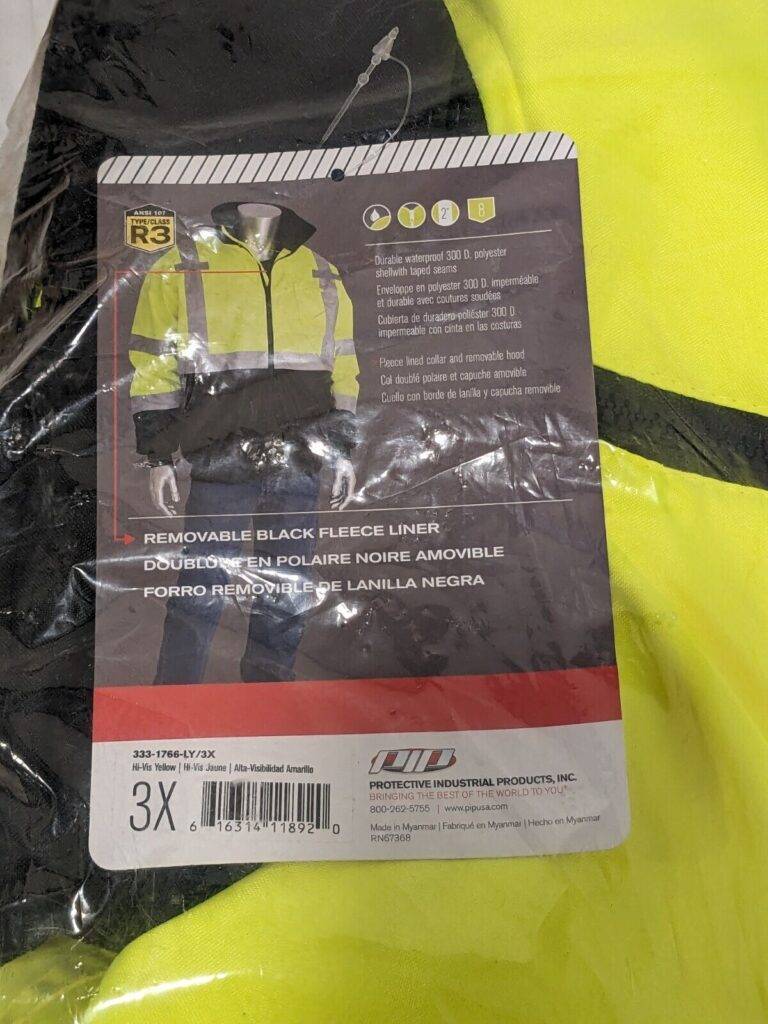 ANSI 107
TYPE/CLASS
R3
2"
8
Durable waterproof 300 D. polyester
shellwith taped seams
Enveloppe en polyester 300 D. imperméable
et durable avec coutures soudées
Cubierta de duradero poliéster 300 D.
impermeable con cinta en las costuras
Fleece lined collar and removable hood
Col doublé polaire et capuche amovible
Cuello con borde de lanilla y capucha removible
REMOVABLE BLACK FLEECE LINER
DOUBLURE EN POLAIRE NOIRE AMOVIBLE
FORRO REMOVIBLE DE LANILLA NEGRA
333-1766-LY/3X
Hi-Vis Yellow | Hi-Vis Jaune | Alta-Visibilidad Amarillo
3X
6 16314 11892 0
PIP
PROTECTIVE INDUSTRIAL PRODUCTS, INC.
BRINGING THE BEST OF THE WORLD TO YOU®
800-262-5755 | www.pipusa.com
Made in Myanmar | Fabriqué en Myanmar | Hecho en Myanmar
RN67368